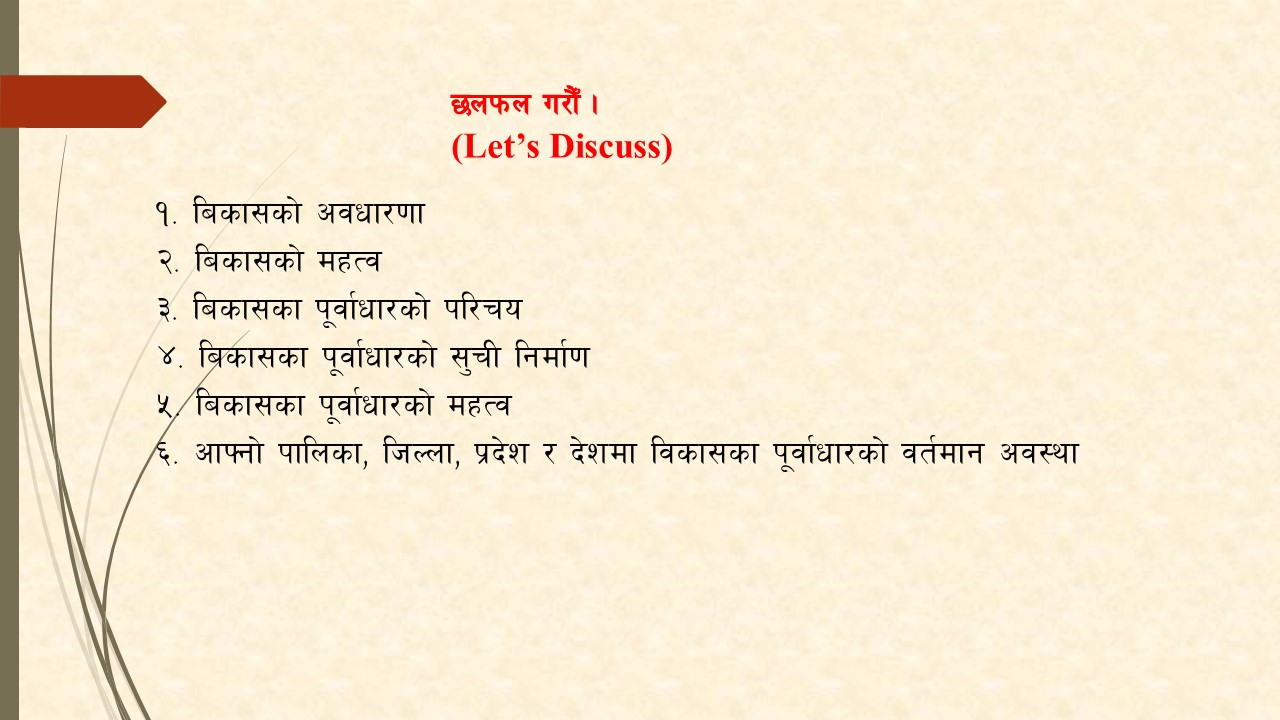 छलफल गरौँ ।
(Let’s Discuss)
१. बिकासको अवधारणा
२. बिकासको महत्व
३. बिकासका पूर्वाधारको परिचय
४. बिकासका पूर्वाधारको सुची निर्माण
५. बिकासका पूर्वाधारको महत्व
६. आफ्नो पालिका, जिल्ला, प्रदेश र देशमा विकासका पूर्वाधारको वर्तमान अवस्था